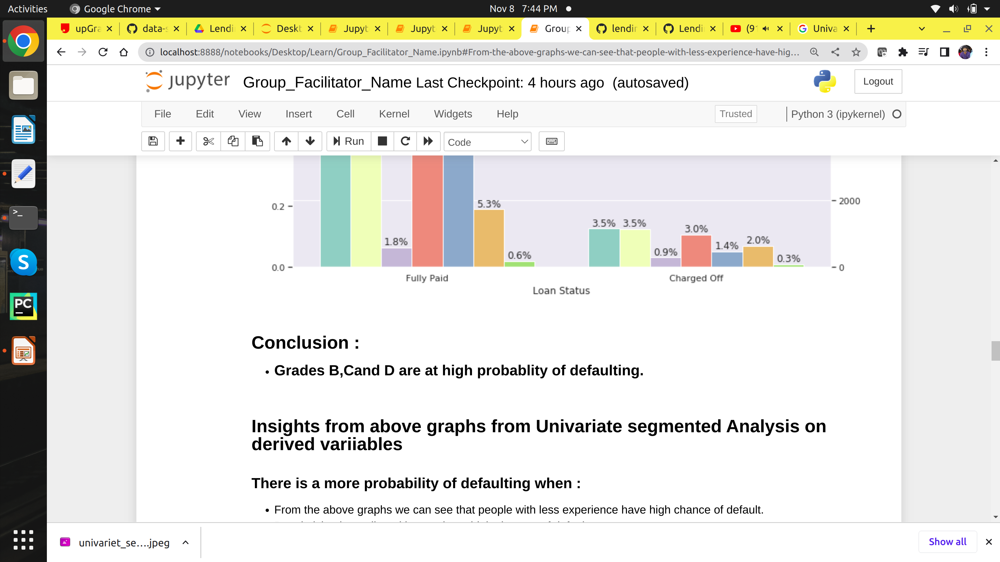 Activities Google Chrome Nov 8 7:44 PM
upGra data-s Lendi Deskt Jupyt Jupyt Jupyt Group lendin Lendi (91 Univa
localhost:8888/notebooks/Desktop/Learn/Group_Facilitator_Name.ipynb#From-the-above-graphs-we-can-see-that-people-with-less-experience-have-hig...
jupyter Group_Facilitator_Name Last Checkpoint: 4 hours ago (autosaved) Logout
File Edit View Insert Cell Kernel Widgets Help Trusted Python 3 (ipykernel)
Run Code
0.2 5.3% 2000
3.5% 3.5% 3.0%
1.8% 0.9% 1.4% 2.0%
0.6% 0.3%
0.0 0
Fully Paid Charged Off
Loan Status
Conclusion :
Grades B,Cand D are at high probablity of defaulting.
Insights from above graphs from Univariate segmented Analysis on
derived variiables
There is a more probability of defaulting when :
From the above graphs we can see that people with less experience have high chance of default.
univariet_se....jpeg Show all
S
PC